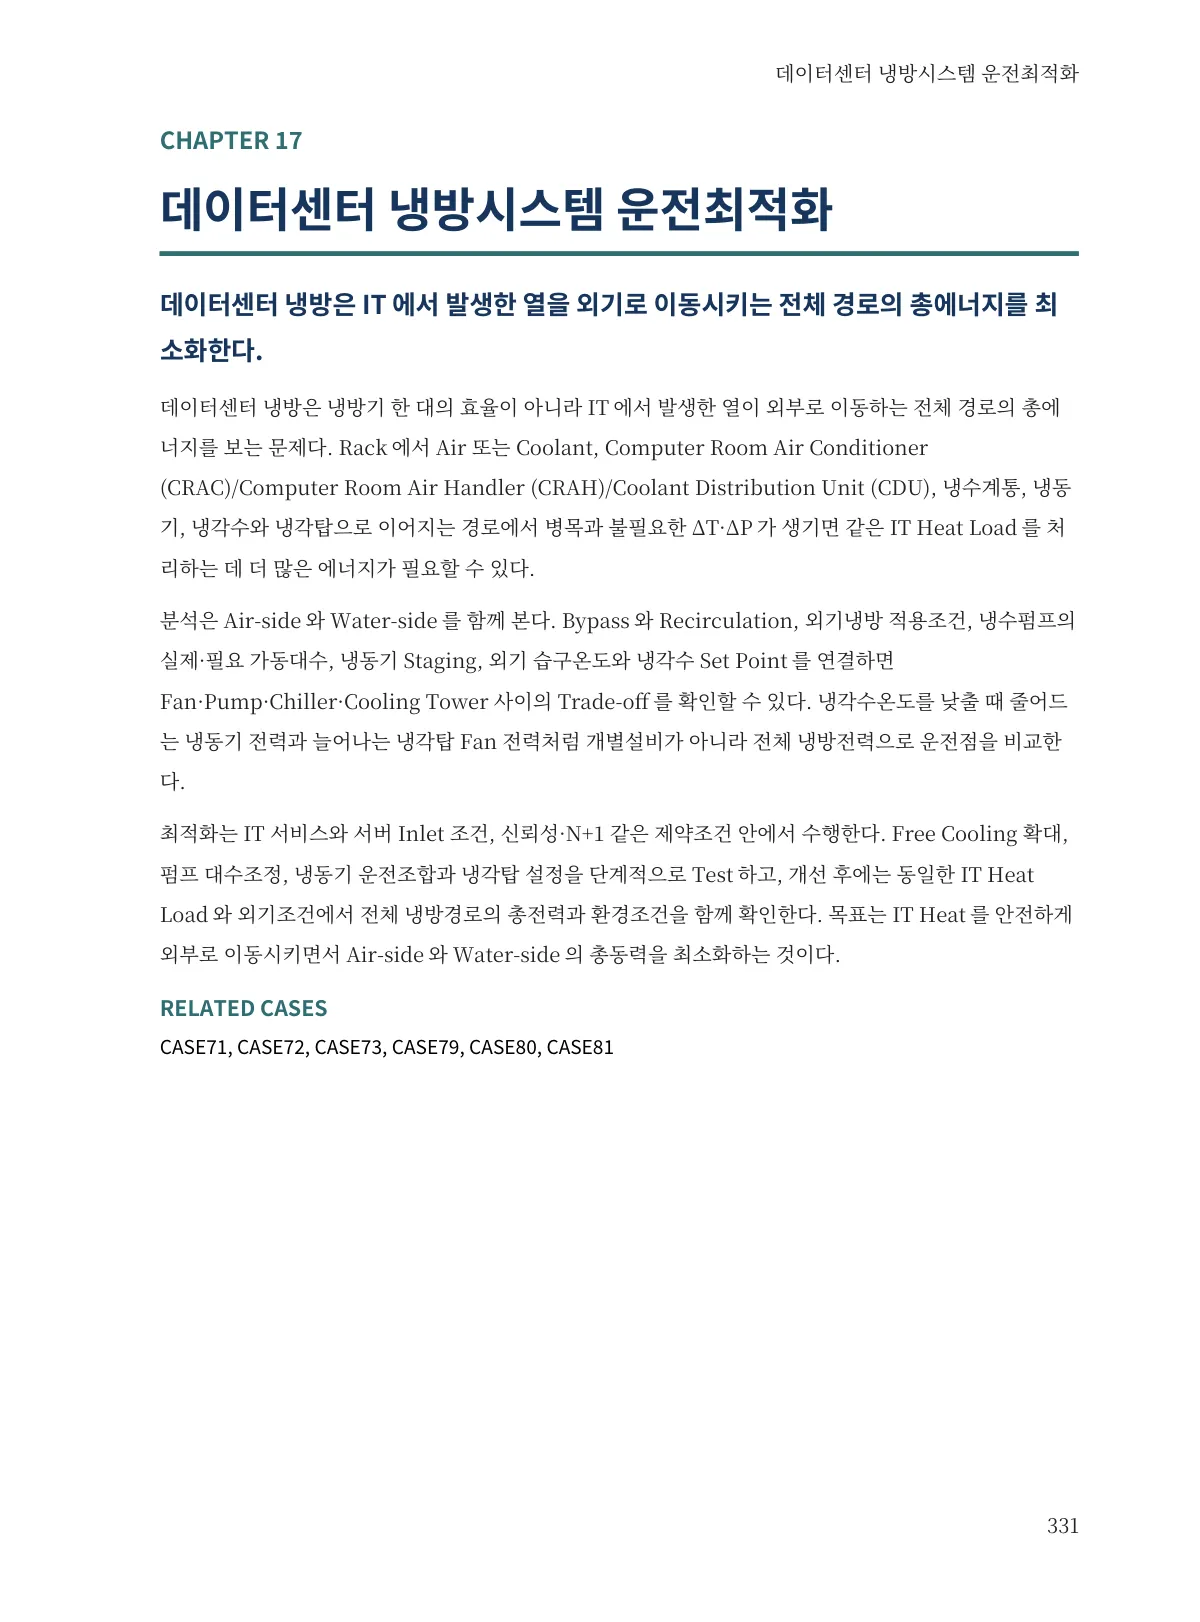 데이터센터 냉방시스템 운전최적화
CHAPTER 17
데이터센터 냉방시스템 운전최적화
데이터센터 냉방은 IT 에서 발생한 열을 외기로 이동시키는 전체 경로의 총에너지를 최
소화한다.
데이터센터 냉방은 냉방기 한 대의 효율이 아니라 IT 에서 발생한 열이 외부로 이동하는 전체 경로의 총에
너지를 보는 문제다. Rack 에서 Air 또는 Coolant, Computer Room Air Conditioner
(CRAC)/Computer Room Air Handler (CRAH)/Coolant Distribution Unit (CDU), 냉수계통, 냉동
기, 냉각수와 냉각탑으로 이어지는 경로에서 병목과 불필요한 ΔT·ΔP 가 생기면 같은 IT Heat Load 를 처
리하는 데 더 많은 에너지가 필요할 수 있다.
분석은 Air-side 와 Water-side 를 함께 본다. Bypass 와 Recirculation, 외기냉방 적용조건, 냉수펌프의
실제·필요 가동대수, 냉동기 Staging, 외기 습구온도와 냉각수 Set Point 를 연결하면
Fan·Pump·Chiller·Cooling Tower 사이의 Trade-off 를 확인할 수 있다. 냉각수온도를 낮출 때 줄어드
는 냉동기 전력과 늘어나는 냉각탑 Fan 전력처럼 개별설비가 아니라 전체 냉방전력으로 운전점을 비교한
다.
최적화는 IT 서비스와 서버 Inlet 조건, 신뢰성·N+1 같은 제약조건 안에서 수행한다. Free Cooling 확대,
펌프 대수조정, 냉동기 운전조합과 냉각탑 설정을 단계적으로 Test 하고, 개선 후에는 동일한 IT Heat
Load 와 외기조건에서 전체 냉방경로의 총전력과 환경조건을 함께 확인한다. 목표는 IT Heat 를 안전하게
외부로 이동시키면서 Air-side 와 Water-side 의 총동력을 최소화하는 것이다.
RELATED CASES
CASE71, CASE72, CASE73, CASE79, CASE80, CASE81
331